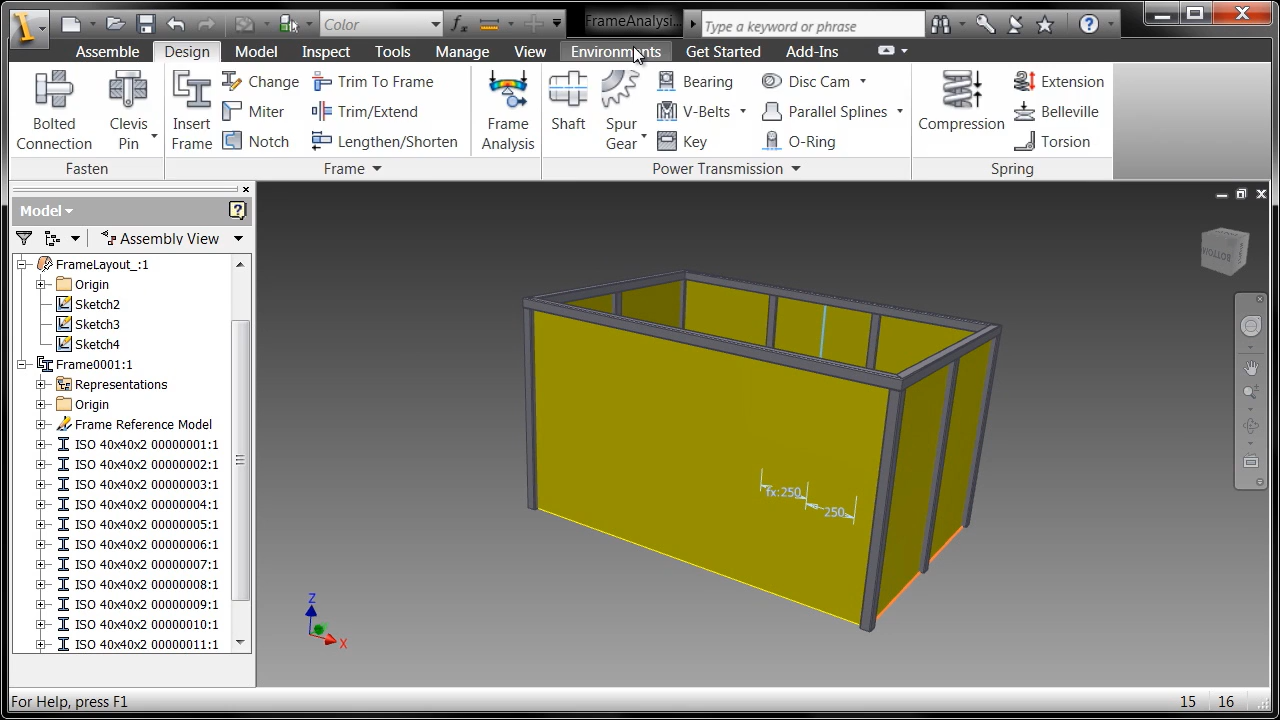 Color
FrameAnalysi...
Type a keyword or phrase
Assemble Design Model Inspect Tools Manage View Environments Get Started Add-Ins
Bolted Connection
Clevis Pin
Fasten
Insert Frame
Change
Miter
Notch
Trim To Frame
Trim/Extend
Lengthen/Shorten
Frame
Frame Analysis
Shaft
Spur Gear
Bearing
V-Belts
Key
Disc Cam
Parallel Splines
O-Ring
Power Transmission
Compression
Extension
Belleville
Torsion
Spring
Model
Assembly View
FrameLayout_:1
Origin
Sketch2
Sketch3
Sketch4
Frame0001:1
Representations
Origin
Frame Reference Model
ISO 40x40x2 00000001:1
ISO 40x40x2 00000002:1
ISO 40x40x2 00000003:1
ISO 40x40x2 00000004:1
ISO 40x40x2 00000005:1
ISO 40x40x2 00000006:1
ISO 40x40x2 00000007:1
ISO 40x40x2 00000008:1
ISO 40x40x2 00000009:1
ISO 40x40x2 00000010:1
ISO 40x40x2 00000011:1
BOTTOM
fx:250
250
Z
X
For Help, press F1
15 16